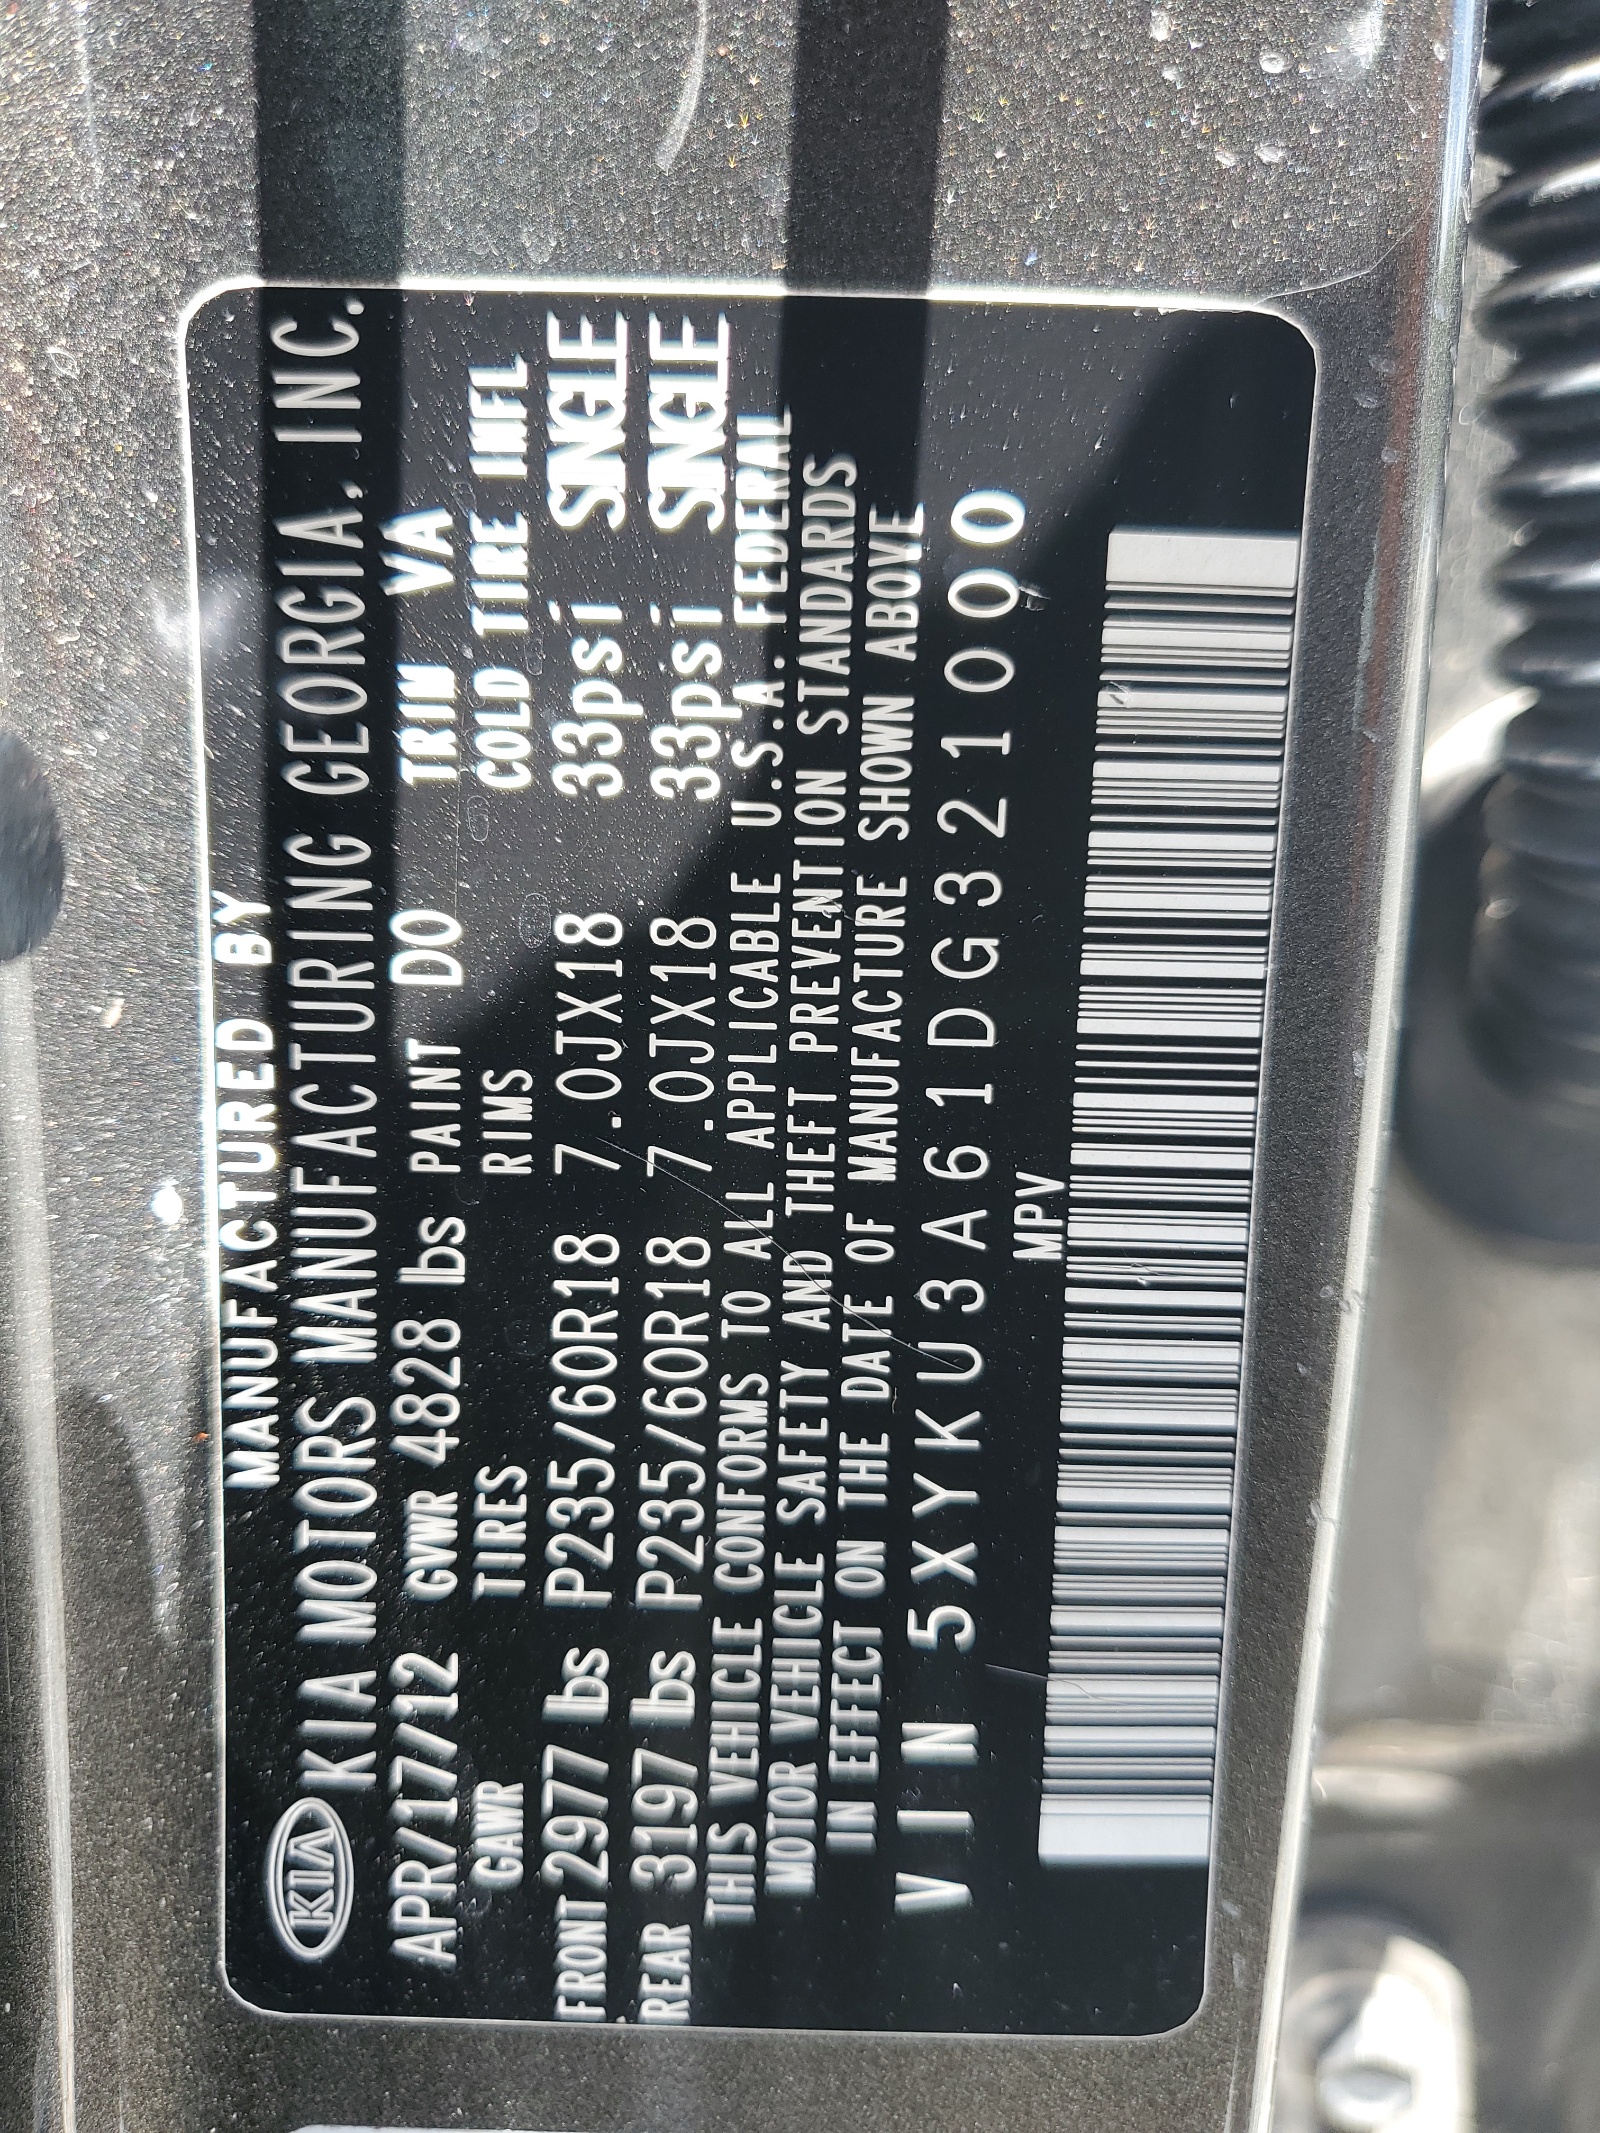 MANUFACTURED BY
KIA KIA MOTORS MANUFACTURING GEORGIA, INC.
APR/17/12 GVWR 4828 lbs PAINT DO TRIM VA
GAWR TIRES RIMS COLD TIRE INFL
FRONT 2977 lbs P235/60R18 7.0JX18 33psi SINGLE
REAR 3197 lbs P235/60R18 7.0JX18 33psi SINGLE
THIS VEHICLE CONFORMS TO ALL APPLICABLE U.S.A. FEDERAL
MOTOR VEHICLE SAFETY AND THEFT PREVENTION STANDARDS
IN EFFECT ON THE DATE OF MANUFACTURE SHOWN ABOVE
VIN 5XYKU3A61DG321000
MPV